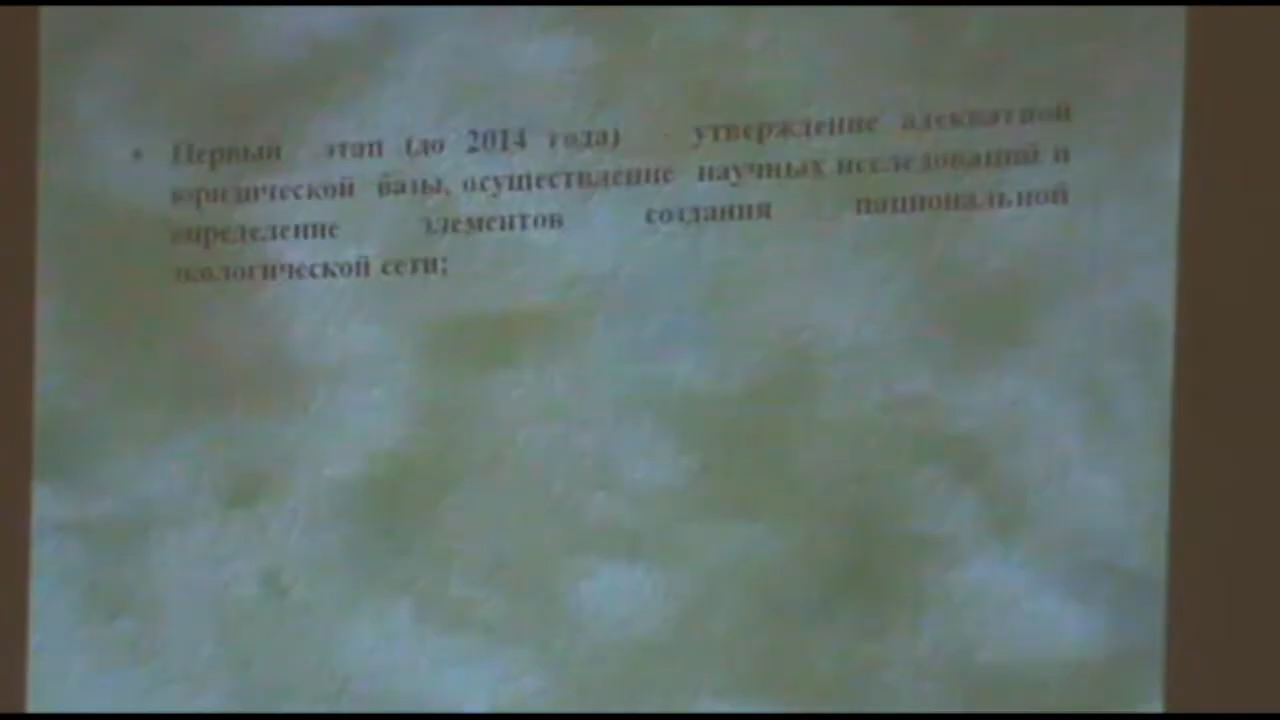 • Первый этап (до 2014 года) - утверждение адекватной
юридической базы, осуществление научных исследований и
определение элементов создания национальной
экологической сети;